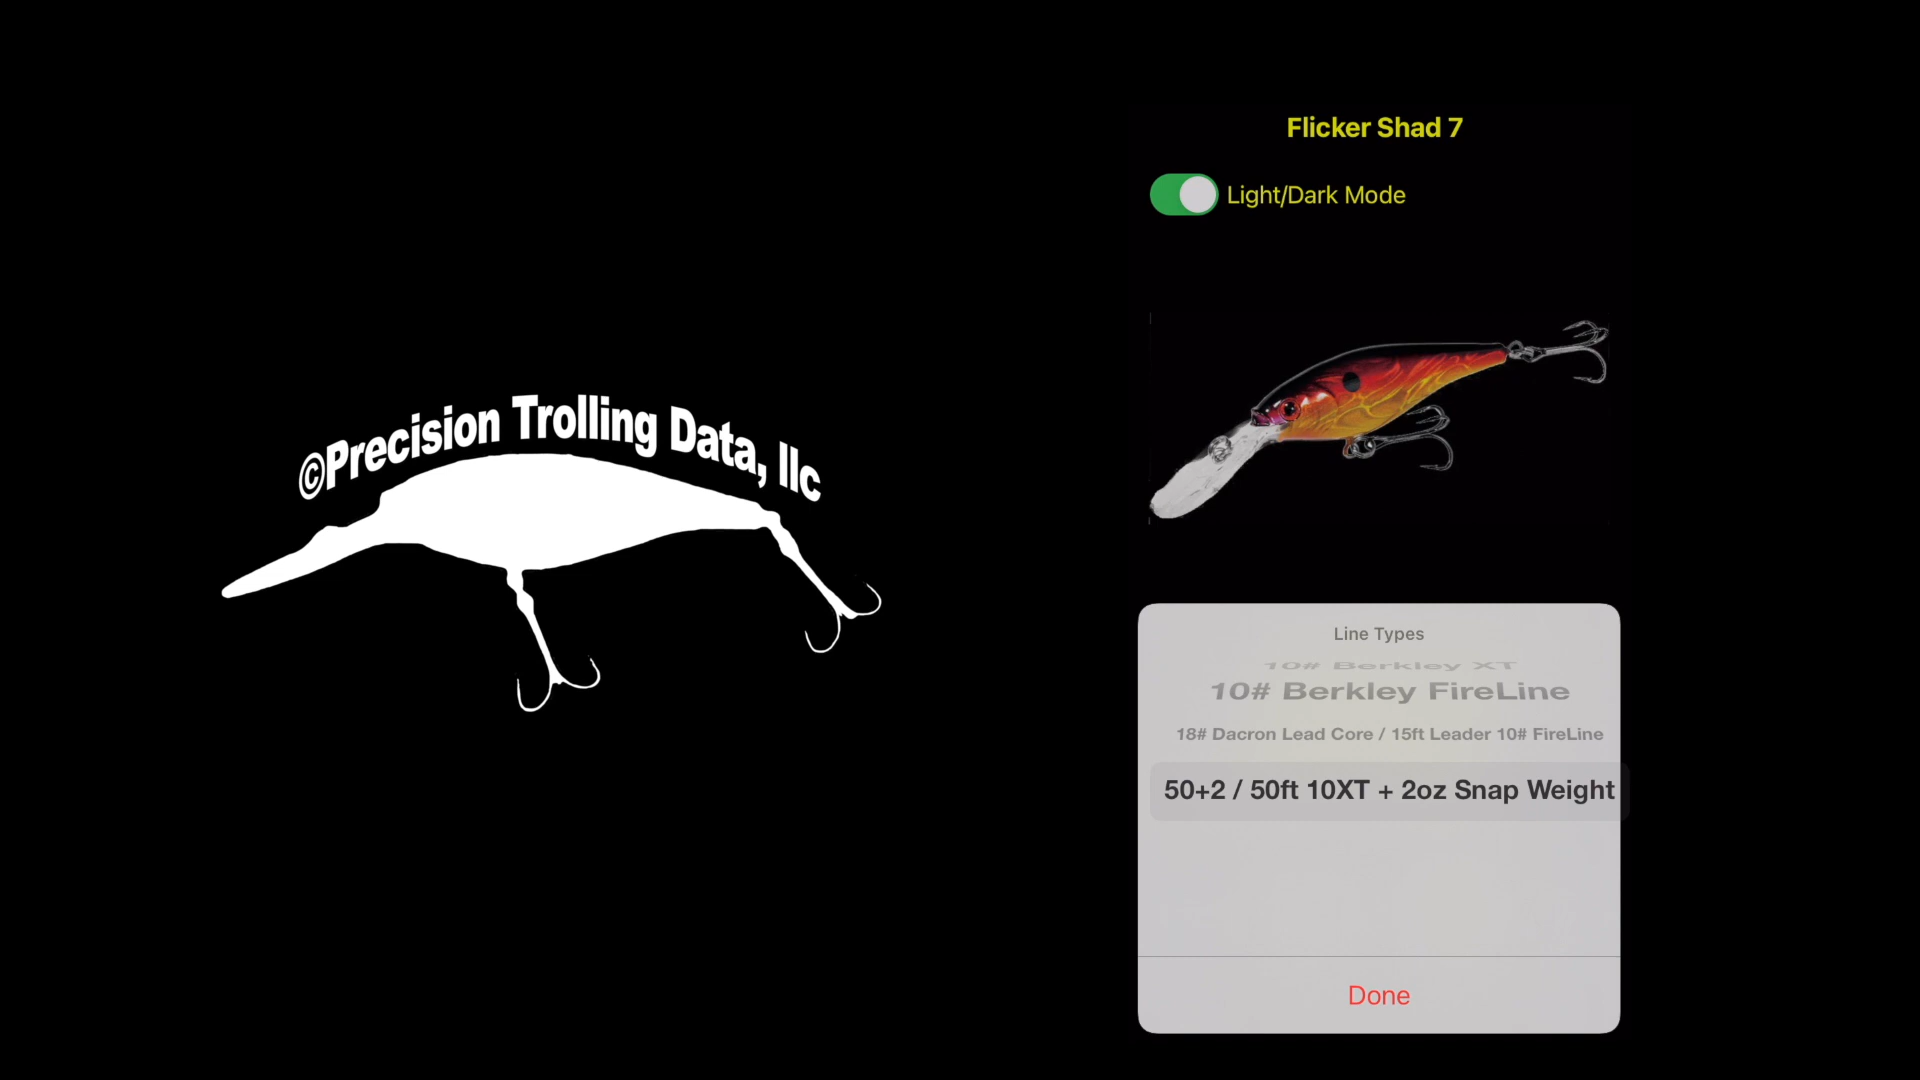 ©Precision Trolling Data, llc
Flicker Shad 7
Light/Dark Mode
Line Types
10# Berkley XT
10# Berkley FireLine
18# Dacron Lead Core / 15ft Leader 10# FireLine
50+2 / 50ft 10XT + 2oz Snap Weight
Done